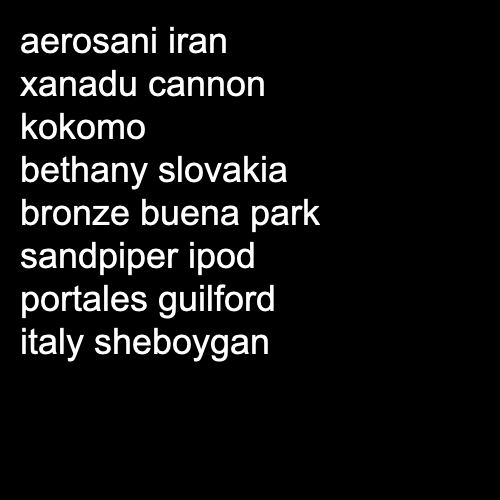 aerosani iran
xanadu cannon
kokomo
bethany slovakia
bronze buena park
sandpiper ipod
portales guilford
italy sheboygan